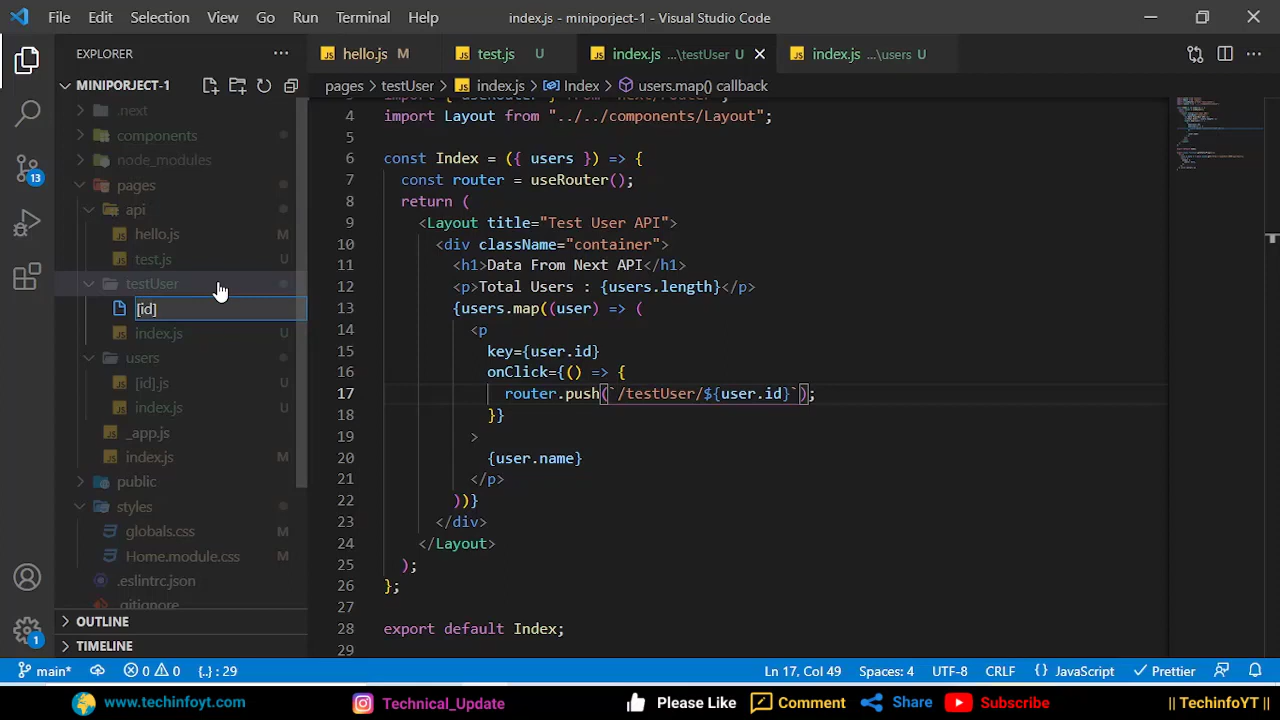 File Edit Selection View Go Run Terminal Help index.js - miniporject-1 - Visual Studio Code
EXPLORER
hello.js M test.js U index.js ...\testUser U index.js ...\users U
MINIPORJECT-1
pages > testUser > index.js > Index > users.map() callback
.next
components
node_modules
pages
api
hello.js M
test.js U
testUser
[id]
index.js
users
[id].js U
index.js U
_app.js
index.js M
public
styles
globals.css M
Home.module.css M
.eslintrc.json
.gitignore
OUTLINE
TIMELINE
13
1
import { useRouter } from "next/router";
4 import Layout from "../../components/Layout";
5
6 const Index = ({ users }) => {
7 const router = useRouter();
8 return (
9 <Layout title="Test User API">
10 <div className="container">
11 <h1>Data From Next API</h1>
12 <p>Total Users : {users.length}</p>
13 {users.map((user) => (
14 <p
15 key={user.id}
16 onClick={() => {
17 router.push(`/testUser/${user.id}`);
18 }}
19 >
20 {user.name}
21 </p>
22 ))}
23 </div>
24 </Layout>
25 );
26 };
27
28 export default Index;
29
main* 0 0 {..} : 29 Ln 17, Col 49 Spaces: 4 UTF-8 CRLF {} JavaScript Prettier
www.techinfoyt.com Technical_Update Please Like Comment Share Subscribe || TechinfoYT ||